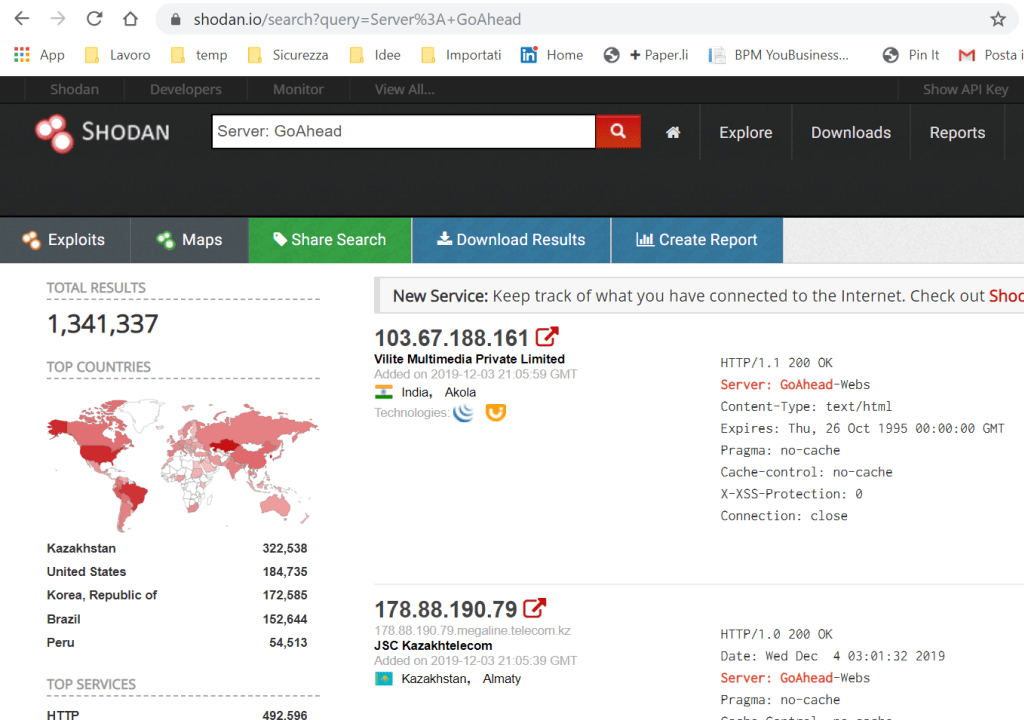 shodan.io/search?query=Server%3A+GoAhead
App Lavoro temp Sicurezza Idee Importati Home + Paper.li BPM YouBusiness... Pin It Posta i
Shodan Developers Monitor View All... Show API Key
SHODAN Server: GoAhead Explore Downloads Reports
Exploits Maps Share Search Download Results Create Report
TOTAL RESULTS
1,341,337
TOP COUNTRIES
Kazakhstan 322,538
United States 184,735
Korea, Republic of 172,585
Brazil 152,644
Peru 54,513
TOP SERVICES
HTTP 492,596
New Service: Keep track of what you have connected to the Internet. Check out Shod
103.67.188.161
Vilite Multimedia Private Limited
Added on 2019-12-03 21:05:59 GMT
India, Akola
Technologies:
HTTP/1.1 200 OK
Server: GoAhead-Webs
Content-Type: text/html
Expires: Thu, 26 Oct 1995 00:00:00 GMT
Pragma: no-cache
Cache-control: no-cache
X-XSS-Protection: 0
Connection: close
178.88.190.79
178.88.190.79.megaline.telecom.kz
JSC Kazakhtelecom
Added on 2019-12-03 21:05:39 GMT
Kazakhstan, Almaty
HTTP/1.0 200 OK
Date: Wed Dec  4 03:01:32 2019
Server: GoAhead-Webs
Pragma: no-cache
Cache-Control: no-cache